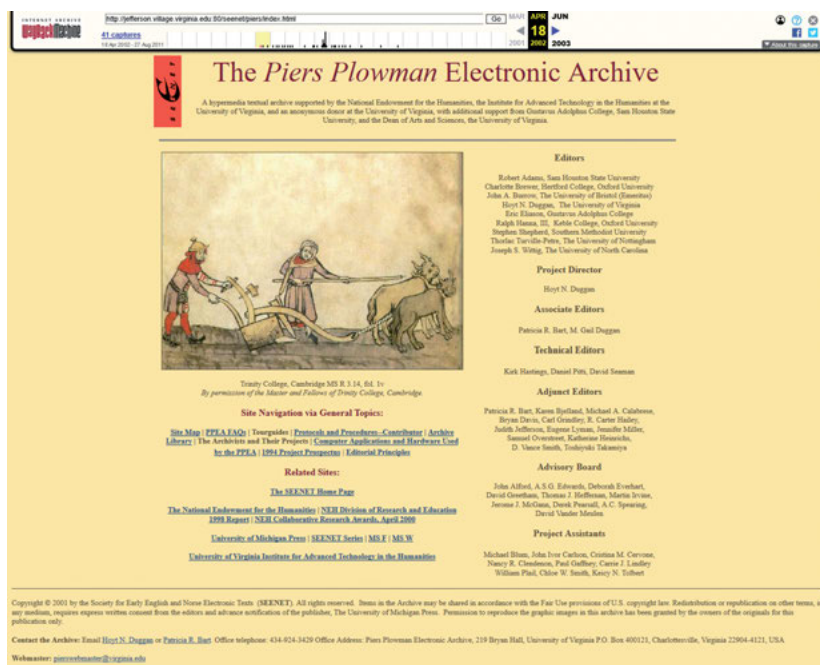 INTERNET ARCHIVE
WaybackMachine
http://jefferson.village.virginia.edu:80/seenet/piers/index.html
Go
MAR APR JUN
18
2001 2002 2003
41 captures
18 Apr 2002 - 27 Aug 2011
About this capture
SEENET
The Piers Plowman Electronic Archive
A hypermedia textual archive supported by the National Endowment for the Humanities, the Institute for Advanced Technology in the Humanities at the
University of Virginia, and an anonymous donor at the University of Virginia, with additional support from Gustavus Adolphus College, Sam Houston State
University, and the Dean of Arts and Sciences, the University of Virginia.
Trinity College, Cambridge MS R 3.14, fol. 1v
By permission of the Master and Fellows of Trinity College, Cambridge.
Site Navigation via General Topics:
Site Map | PPEA FAQs | Tourguides | Protocols and Procedures--Contributor | Archive
Library | The Archivists and Their Projects | Computer Applications and Hardware Used
by the PPEA | 1994 Project Prospectus | Editorial Principles
Related Sites:
The SEENET Home Page
The National Endowment for the Humanities | NEH Division of Research and Education
1998 Report | NEH Collaborative Research Awards, April 2000
University of Michigan Press | SEENET Series | MS F | MS W
University of Virginia Institute for Advanced Technology in the Humanities
Editors
Robert Adams, Sam Houston State University
Charlotte Brewer, Hertford College, Oxford University
John A. Burrow, The University of Bristol (Emeritus)
Hoyt N. Duggan, The University of Virginia
Eric Eliason, Gustavus Adolphus College
Ralph Hanna, III, Keble College, Oxford University
Stephen Shepherd, Southern Methodist University
Thorlac Turville-Petre, The University of Nottingham
Joseph S. Wittig, The University of North Carolina
Project Director
Hoyt N. Duggan
Associate Editors
Patricia R. Bart, M. Gail Duggan
Technical Editors
Kirk Hastings, Daniel Pitti, David Seaman
Adjunct Editors
Patricia R. Bart, Karen Bjelland, Michael A. Calabrese,
Bryan Davis, Carl Grindley, R. Carter Hailey,
Judith Jefferson, Eugene Lyman, Jennifer Miller,
Samuel Overstreet, Katherine Heinrichs,
D. Vance Smith, Toshiyuki Takamiya
Advisory Board
John Alford, A.S.G. Edwards, Deborah Everhart,
David Greetham, Thomas J. Heffernan, Martin Irvine,
Jerome J. McGann, Derek Pearsall, A.C. Spearing,
David Vander Meulen
Project Assistants
Michael Blum, John Ivor Carlson, Cristina M. Cervone,
Nancy R. Clendenon, Paul Gaffney, Carrie J. Lindley
William Plail, Chloe W. Smith, Keicy N. Tolbert
Copyright © 2001 by the Society for Early English and Norse Electronic Texts (SEENET). All rights reserved. Items in the Archive may be shared in accordance with the Fair Use provisions of U.S. copyright law. Redistribution or republication on other terms, in
any medium, requires express written consent from the editors and advance notification of the publisher, The University of Michigan Press. Permission to reproduce the graphic images in this archive has been granted by the owners of the originals for this
publication only.
Contact the Archive: Email Hoyt N. Duggan or Patricia R. Bart. Office telephone: 434-924-3429 Office Address: Piers Plowman Electronic Archive, 219 Bryan Hall, University of Virginia P.O. Box 400121, Charlottesville, Virginia 22904-4121, USA
Webmaster: pierswebmaster@virginia.edu